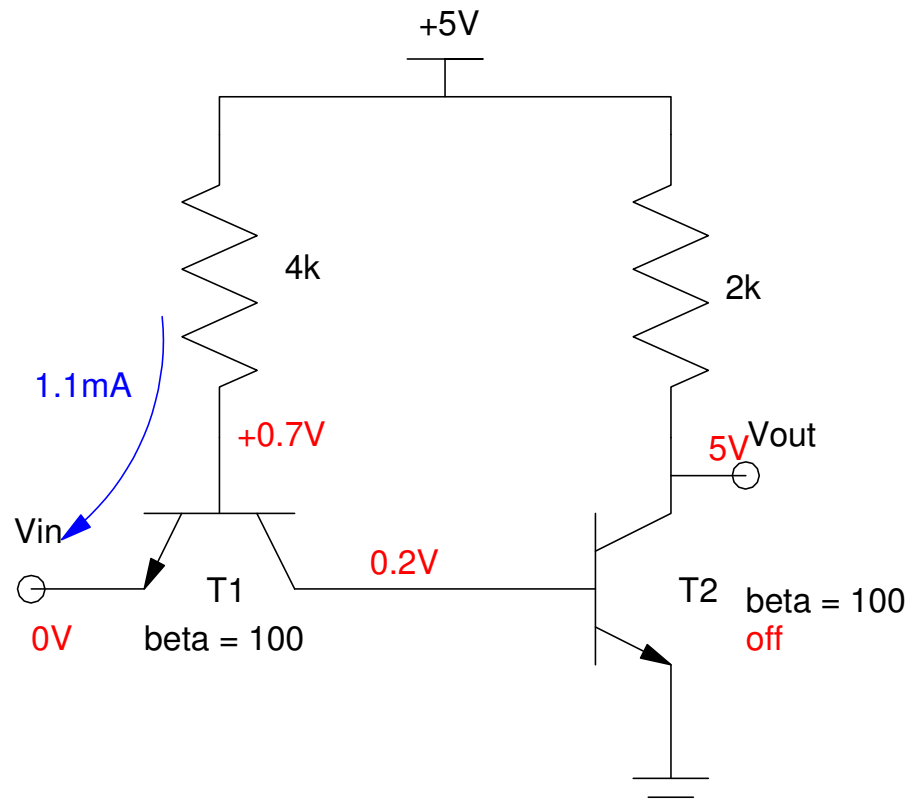 +5V
4k
2k
1.1mA
+0.7V
5V
Vout
Vin
0.2V
T1
T2
beta = 100
0V
beta = 100
off